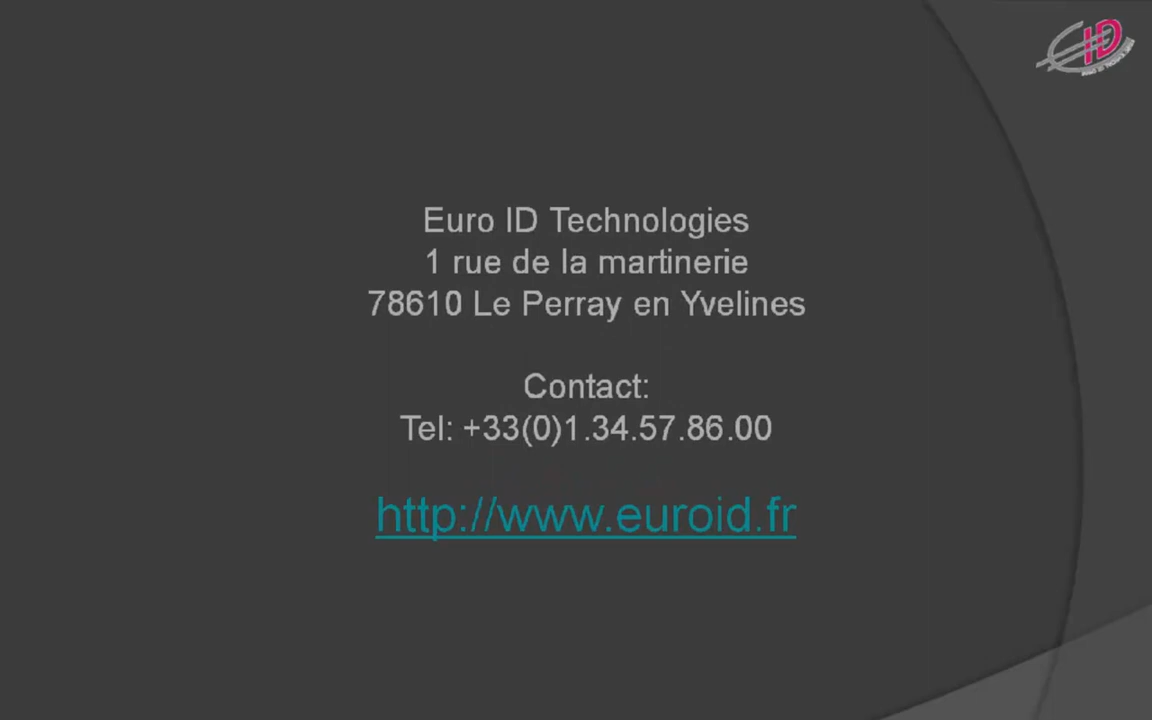 EID
Euro ID Technologies
1 rue de la martinerie
78610 Le Perray en Yvelines
Contact:
Tel: +33(0)1.34.57.86.00
http://www.euroid.fr